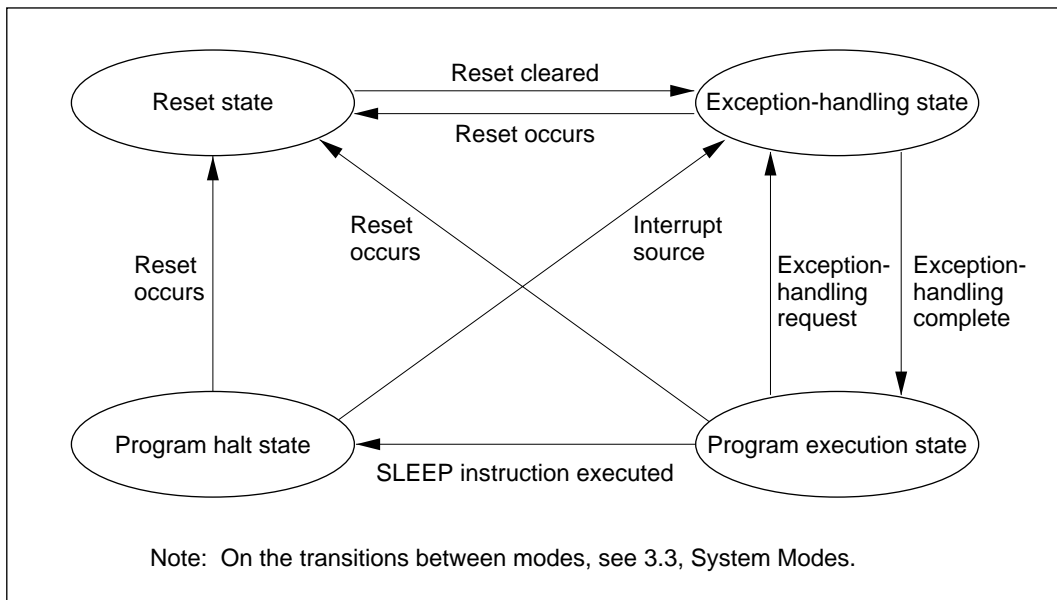 Reset cleared
Reset state
Exception-handling state
Reset occurs
Reset
occurs
Interrupt
source
Reset
occurs
Exception-
handling
request
Exception-
handling
complete
Program halt state
Program execution state
SLEEP instruction executed
Note: On the transitions between modes, see 3.3, System Modes.